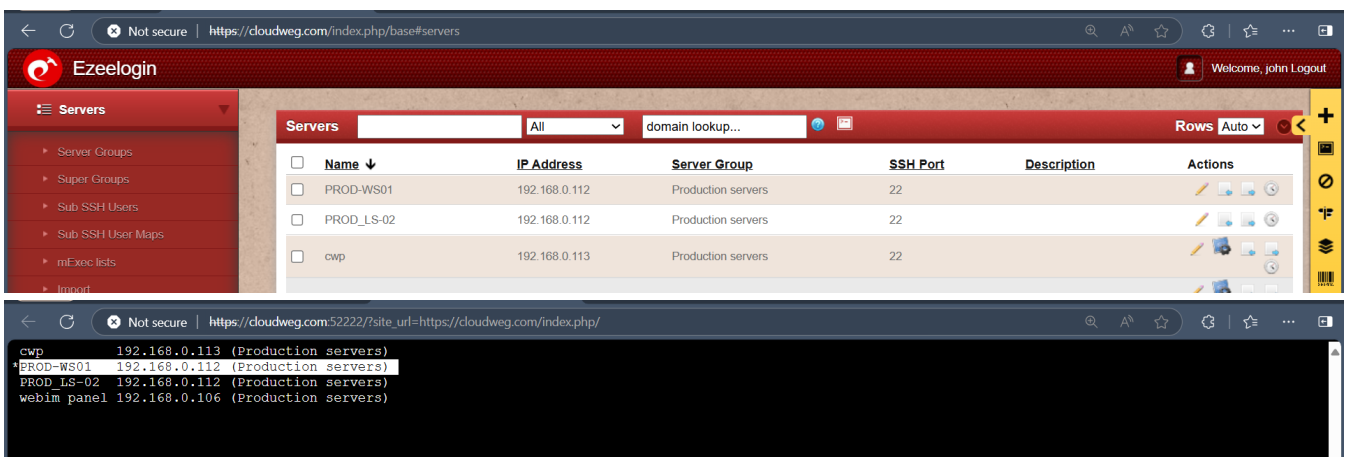 Not secure | https://cloudweg.com/index.php/base#servers
Ezeelogin
Welcome, john Logout
Servers
Server Groups
Super Groups
Sub SSH Users
Sub SSH User Maps
mExec lists
Import
Servers All domain lookup... Rows Auto
Name ↓ IP Address Server Group SSH Port Description Actions
PROD-WS01 192.168.0.112 Production servers 22
PROD_LS-02 192.168.0.112 Production servers 22
cwp 192.168.0.113 Production servers 22
Not secure | https://cloudweg.com:52222/?site_url=https://cloudweg.com/index.php/
cwp 192.168.0.113 (Production servers)
*PROD-WS01 192.168.0.112 (Production servers)
PROD_LS-02 192.168.0.112 (Production servers)
webim panel 192.168.0.106 (Production servers)